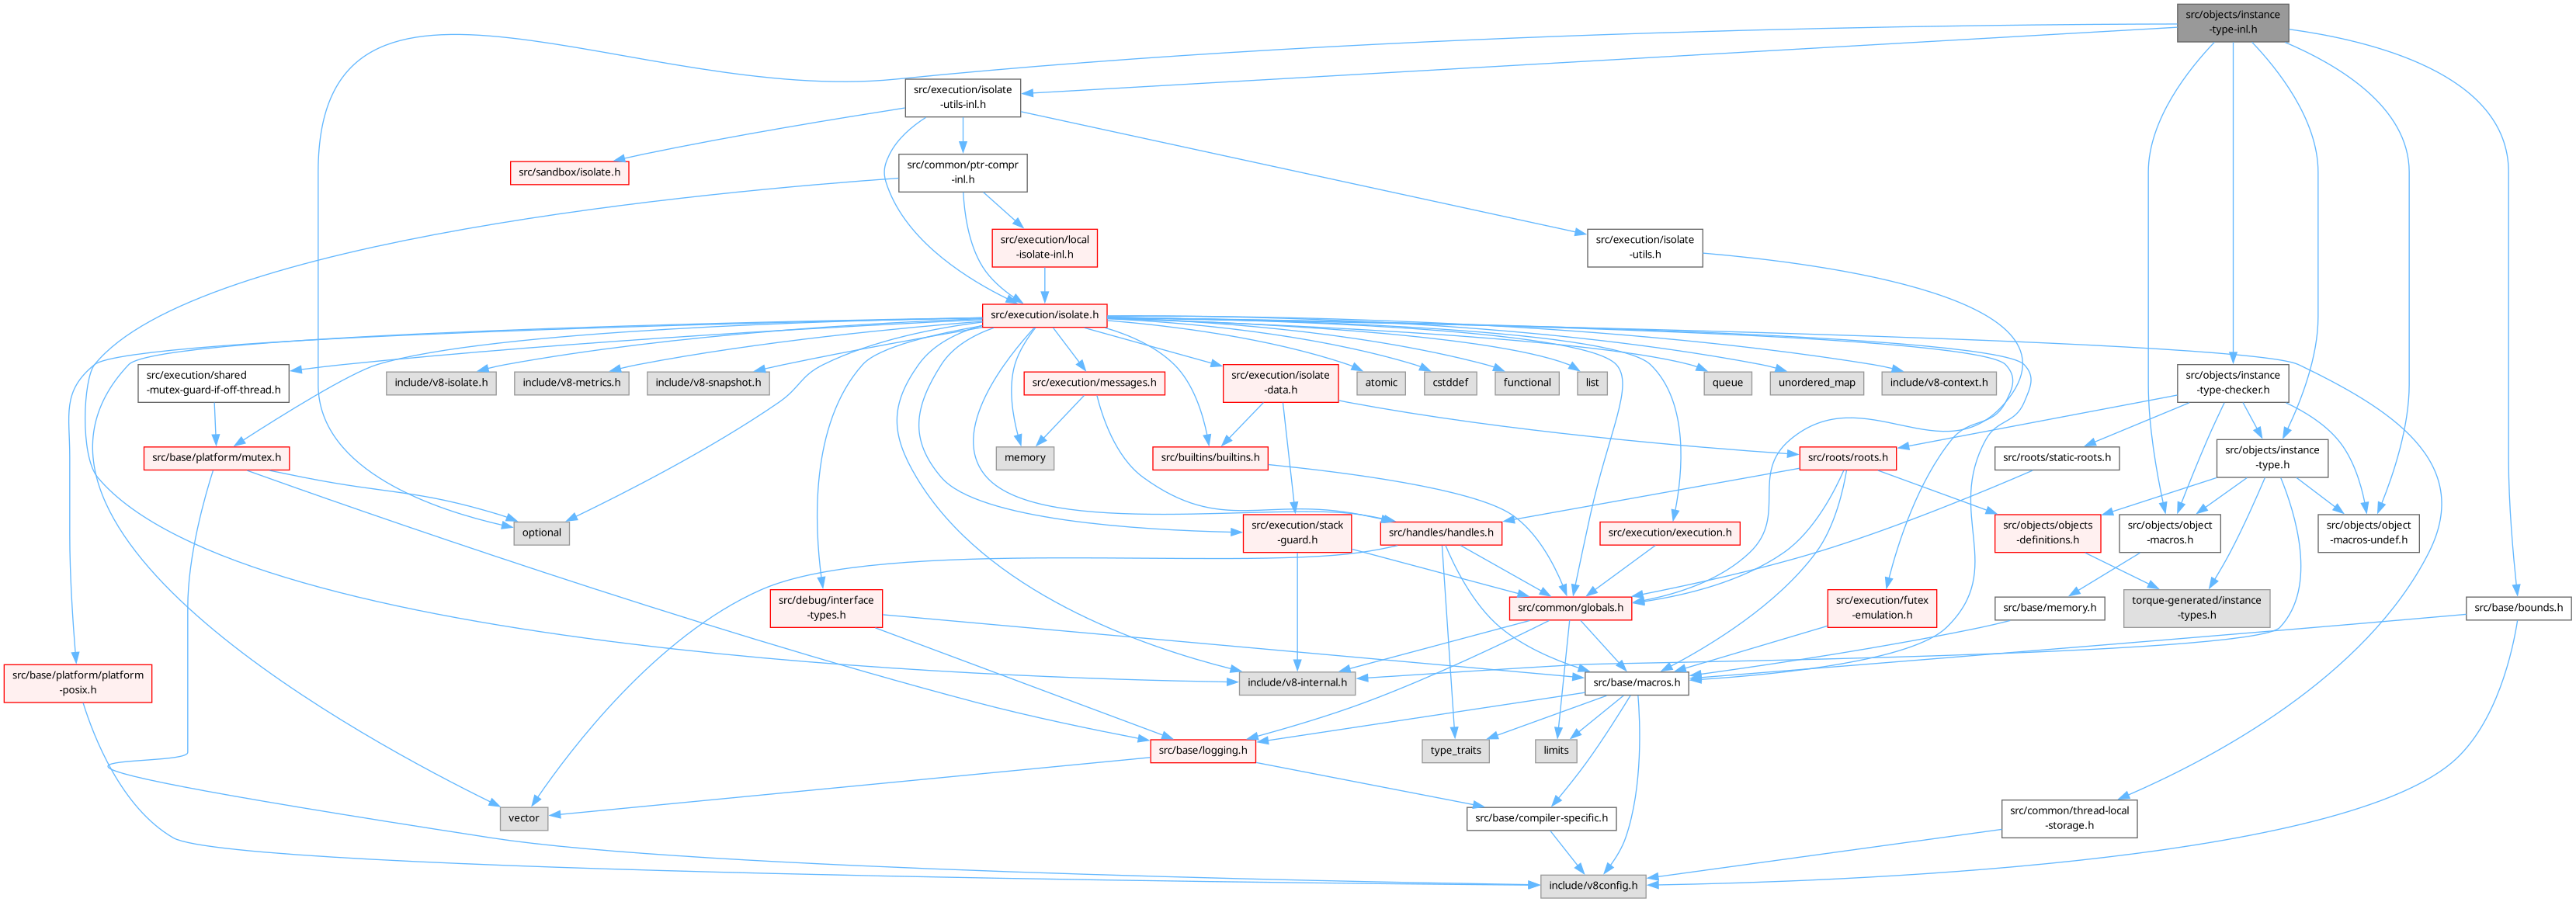 src/objects/instance
-type-inl.h
src/execution/isolate
-utils-inl.h
src/sandbox/isolate.h
src/common/ptr-compr
-inl.h
src/execution/local
-isolate-inl.h
src/execution/isolate
-utils.h
src/execution/isolate.h
src/execution/shared
-mutex-guard-if-off-thread.h
include/v8-isolate.h
include/v8-metrics.h
include/v8-snapshot.h
src/execution/messages.h
src/execution/isolate
-data.h
atomic
cstddef
functional
list
queue
unordered_map
include/v8-context.h
src/objects/instance
-type-checker.h
src/base/platform/mutex.h
memory
src/builtins/builtins.h
src/roots/roots.h
src/roots/static-roots.h
src/objects/instance
-type.h
optional
src/execution/stack
-guard.h
src/handles/handles.h
src/execution/execution.h
src/objects/objects
-definitions.h
src/objects/object
-macros.h
src/objects/object
-macros-undef.h
src/debug/interface
-types.h
src/common/globals.h
src/execution/futex
-emulation.h
src/base/memory.h
torque-generated/instance
-types.h
src/base/bounds.h
src/base/platform/platform
-posix.h
include/v8-internal.h
src/base/macros.h
src/base/logging.h
type_traits
limits
vector
src/base/compiler-specific.h
src/common/thread-local
-storage.h
include/v8config.h